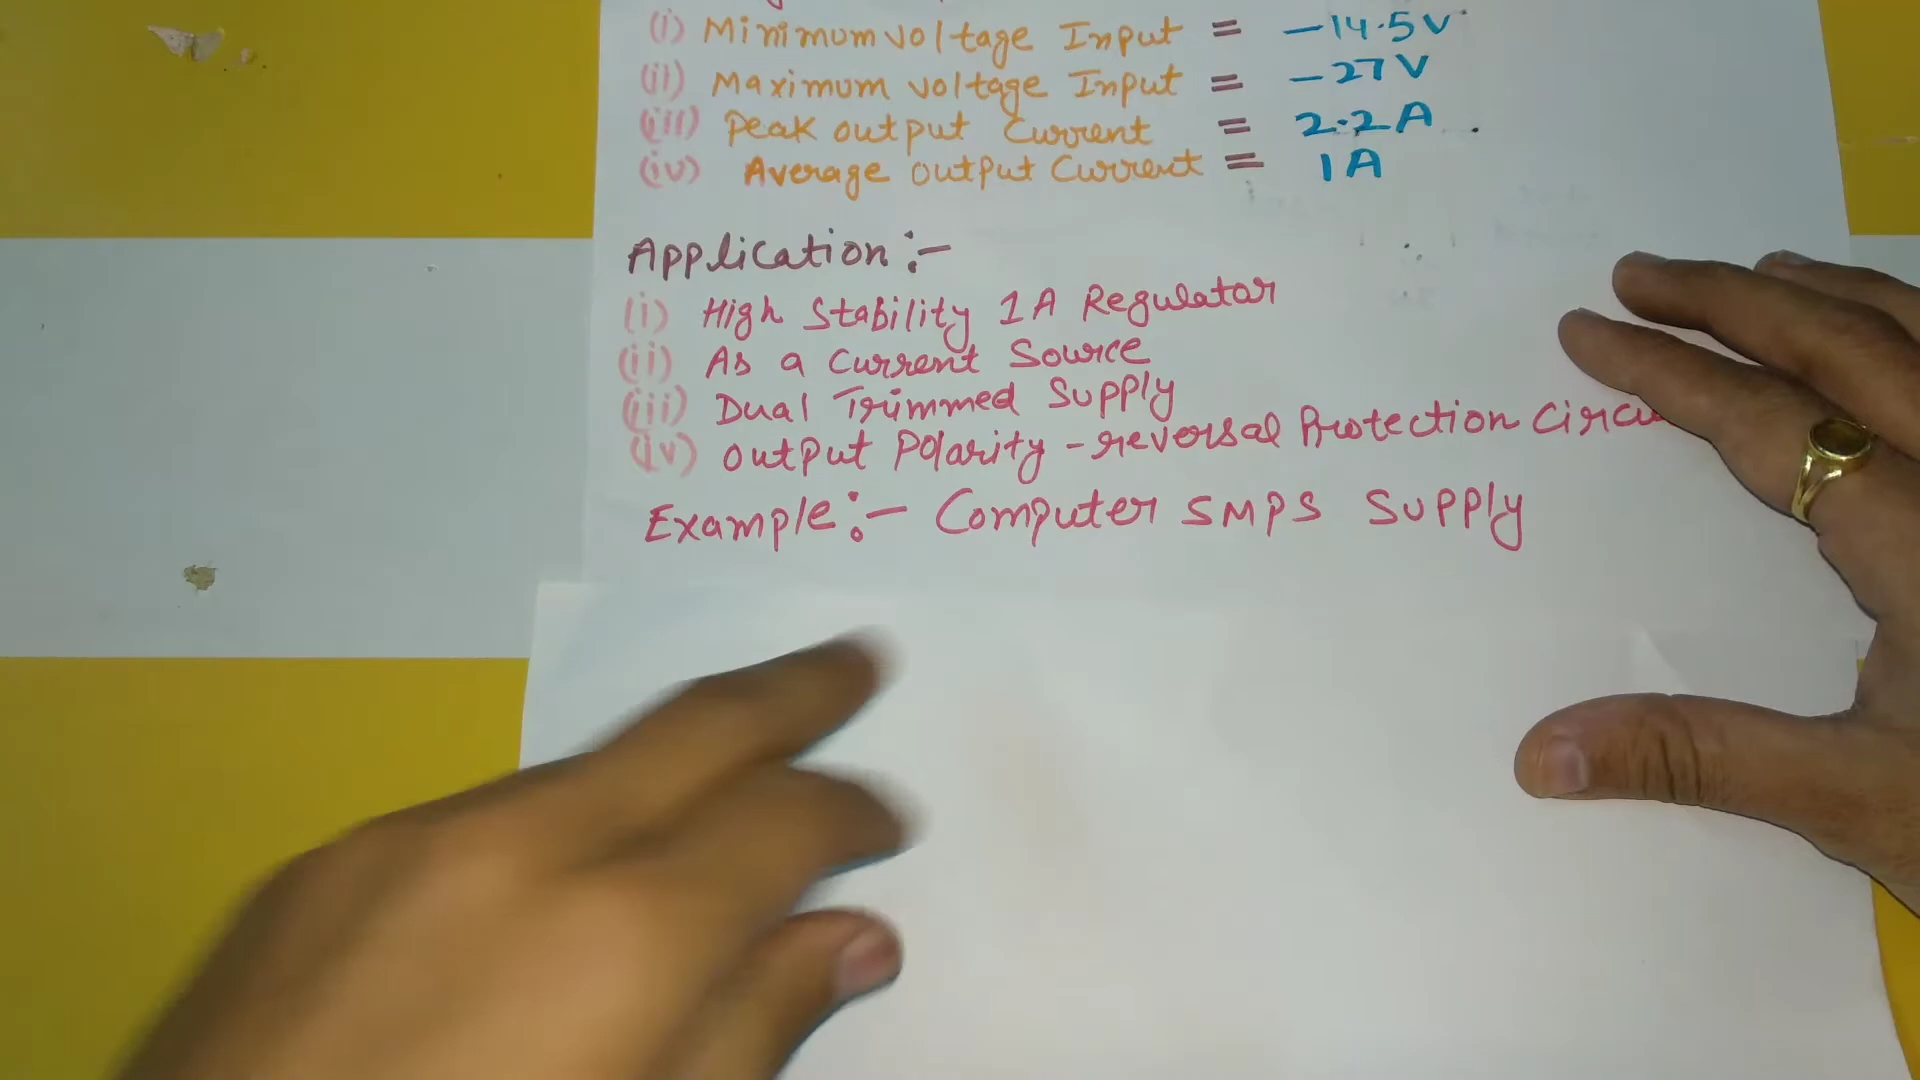 (i) Minimum voltage Input = -14.5V
(ii) Maximum voltage Input = -27V
(iii) Peak output Current = 2.2A
(iv) Average output Current = 1A
Application:-
(i) High Stability 1A Regulator
(ii) As a Current Source
(iii) Dual Trimmed Supply
(iv) Output Polarity-reversal Protection Circu
Example:- Computer SMPS Supply